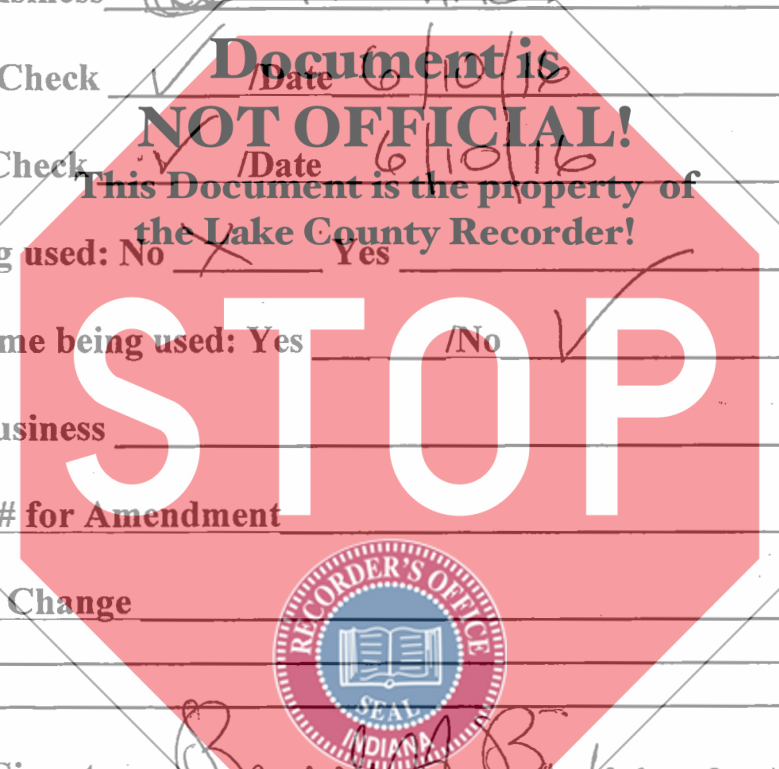 usiness
Document is
Check ✓ /Date 6/10/16
NOT OFFICIAL!
Check ✓ /Date 6/10/16
This Document is the property of
the Lake County Recorder!
g used: No X Yes
me being used: Yes /No ✓
STOP
usiness
# for Amendment
RECORDER'S OFFICE
Change
SEAL
INDIANA